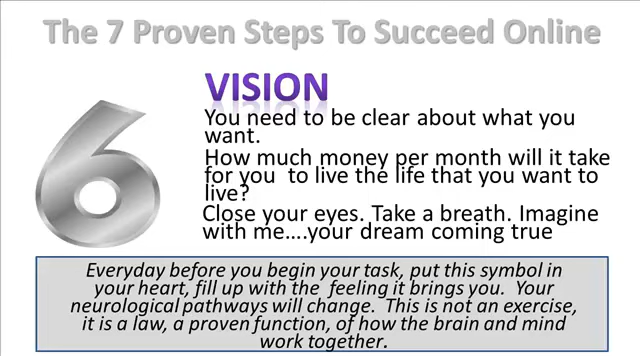 The 7 Proven Steps To Succeed Online
VISION
6
You need to be clear about what you
want.
How much money per month will it take
for you to live the life that you want to
live?
Close your eyes. Take a breath. Imagine
with me….your dream coming true
Everyday before you begin your task, put this symbol in
your heart, fill up with the feeling it brings you. Your
neurological pathways will change. This is not an exercise,
it is a law, a proven function, of how the brain and mind
work together.